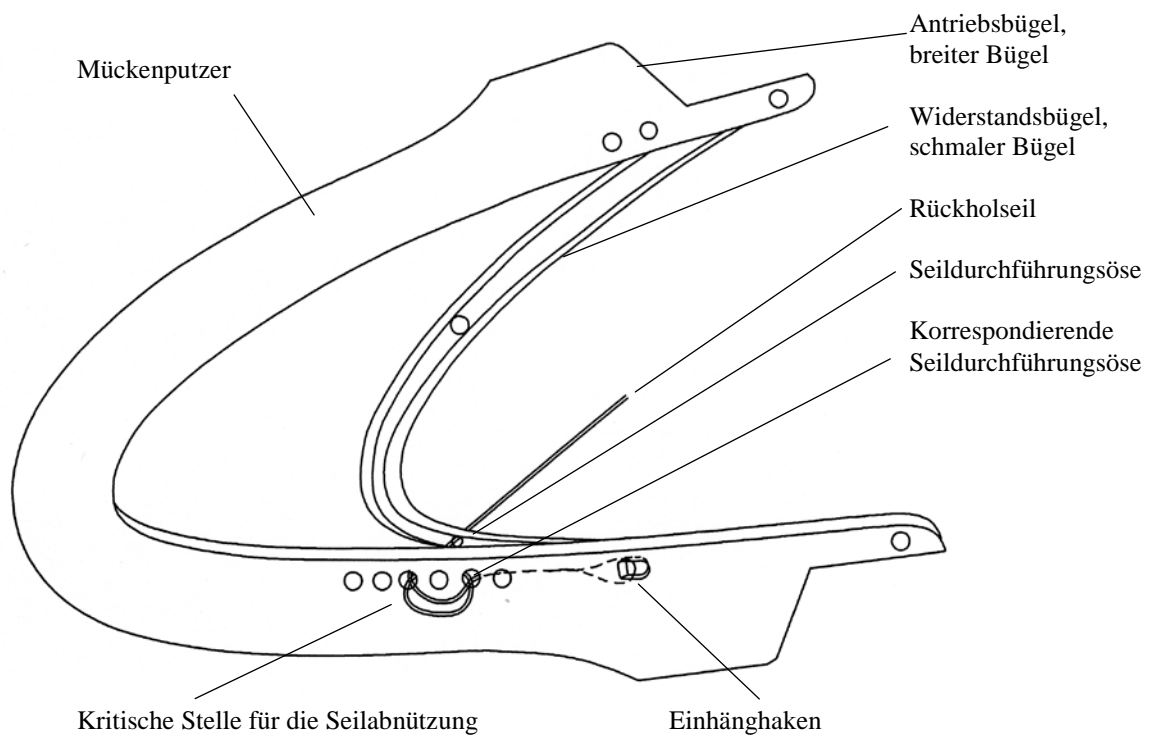 Antriebsbügel,
breiter Bügel
Mückenputzer
Widerstandsbügel,
schmaler Bügel
Rückholseil
Seildurchführungsöse
Korrespondierende
Seildurchführungsöse
Kritische Stelle für die Seilabnützung
Einhänghaken